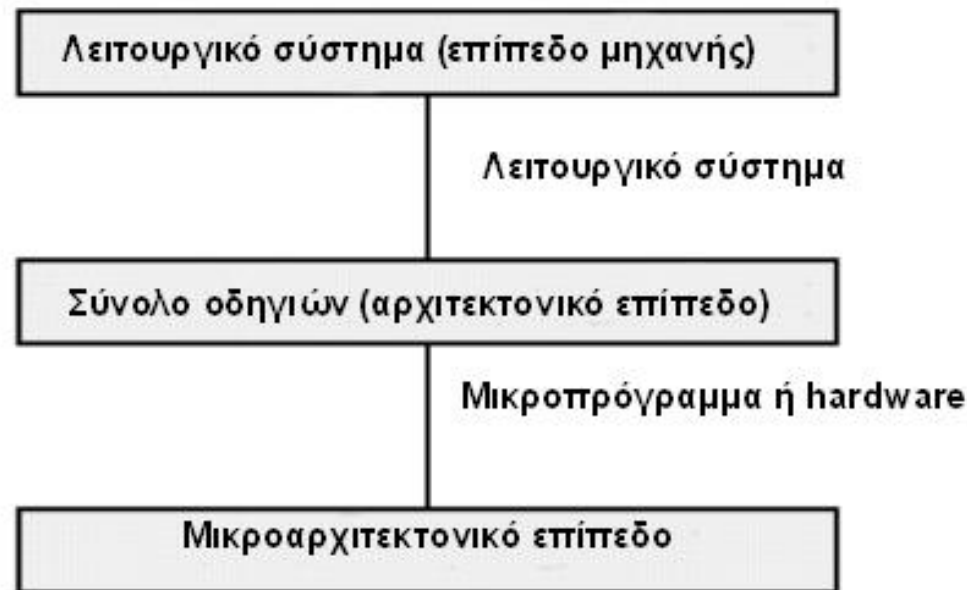 Λειτουργικό σύστημα (επίπεδο μηχανής)
Λειτουργικό σύστημα
Σύνολο οδηγιών (αρχιτεκτονικό επίπεδο)
Μικροπρόγραμμα ή hardware
Μικροαρχιτεκτονικό επίπεδο